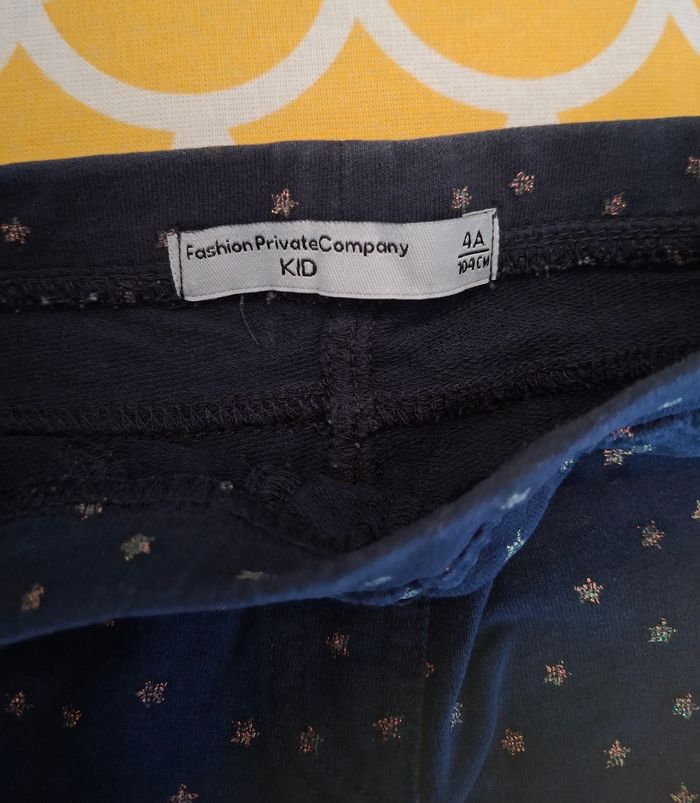 FashionPrivateCompany
KID
4A
104CM